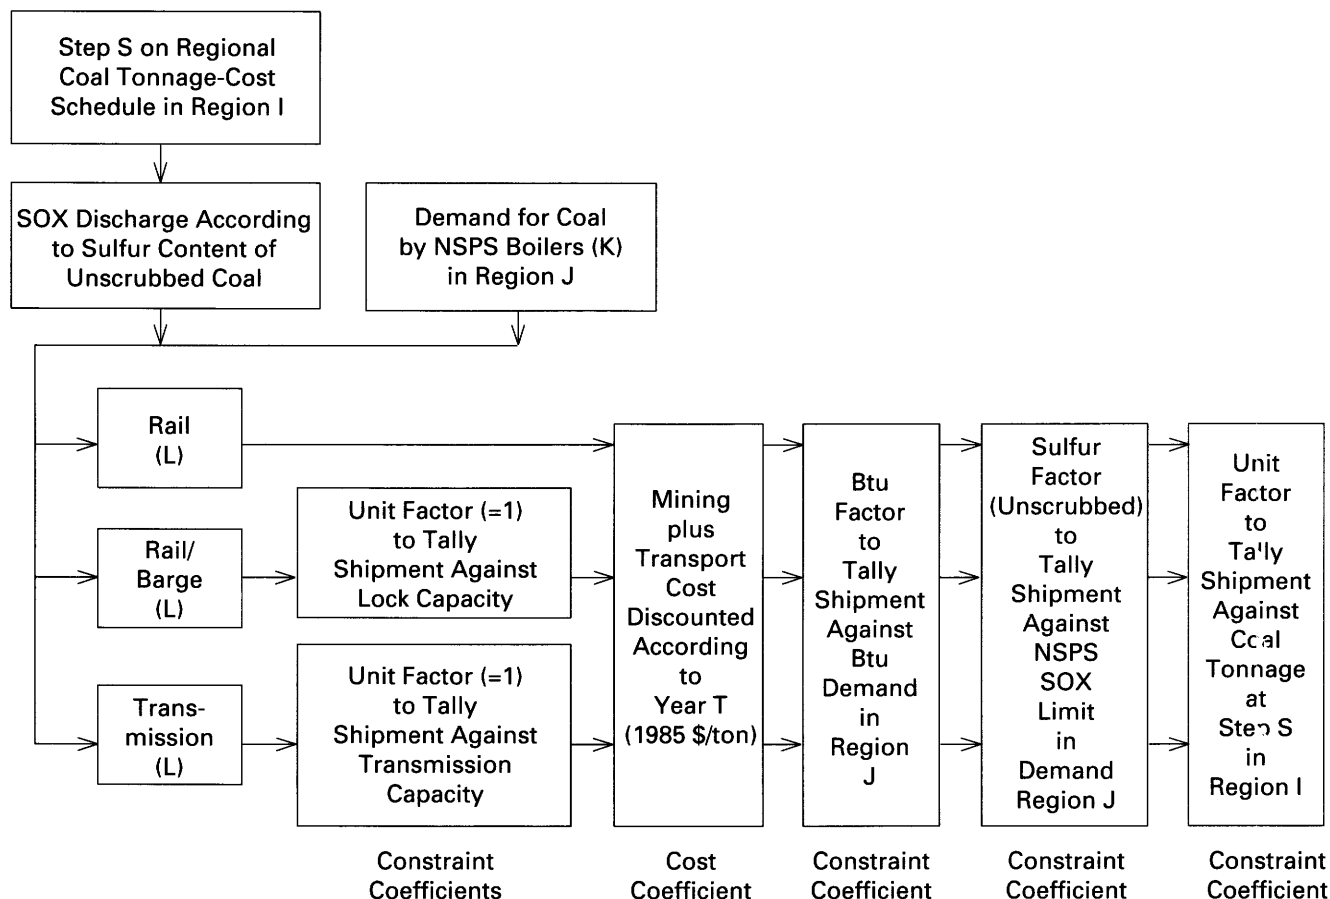 Step S on Regional
Coal Tonnage-Cost
Schedule in Region I
SOX Discharge According
to Sulfur Content of
Unscrubbed Coal
Demand for Coal
by NSPS Boilers (K)
in Region J
Rail
(L)
Rail/
Barge
(L)
Trans-
mission
(L)
Unit Factor (=1)
to Tally
Shipment Against
Lock Capacity
Unit Factor (=1)
to Tally
Shipment Against
Transmission
Capacity
Constraint
Coefficients
Mining
plus
Transport
Cost
Discounted
According
to
Year T
(1985 $/ton)
Cost
Coefficient
Btu
Factor
to
Tally
Shipment
Against
Btu
Demand
in
Region
J
Constraint
Coefficient
Sulfur
Factor
(Unscrubbed)
to
Tally
Shipment
Against
NSPS
SOX
Limit
in
Demand
Region J
Constraint
Coefficient
Unit
Factor
to
Tally
Shipment
Against
Coal
Tonnage
at
Step S
in
Region I
Constraint
Coefficient